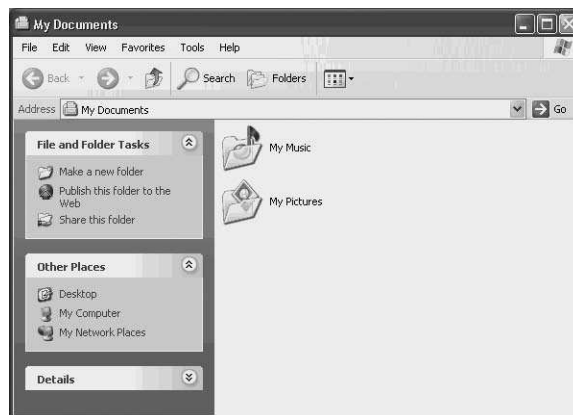 My Documents
File Edit View Favorites Tools Help
Back Search Folders
Address My Documents Go
File and Folder Tasks
Make a new folder
Publish this folder to the
Web
Share this folder
Other Places
Desktop
My Computer
My Network Places
Details
My Music
My Pictures